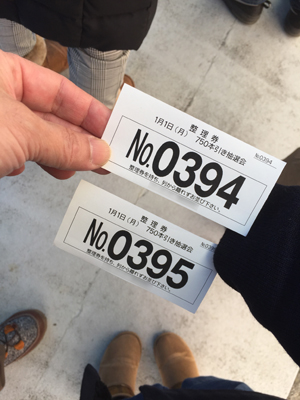 整理券
1月1日(月) 750本引き抽選会
No.0394
No.0394
整理券を持ち、列から離れずお並び下さい。
整理券
1月1日(月) 750本引き抽選会
No.0395
整理券を持ち、列から離れずお並び下さい。